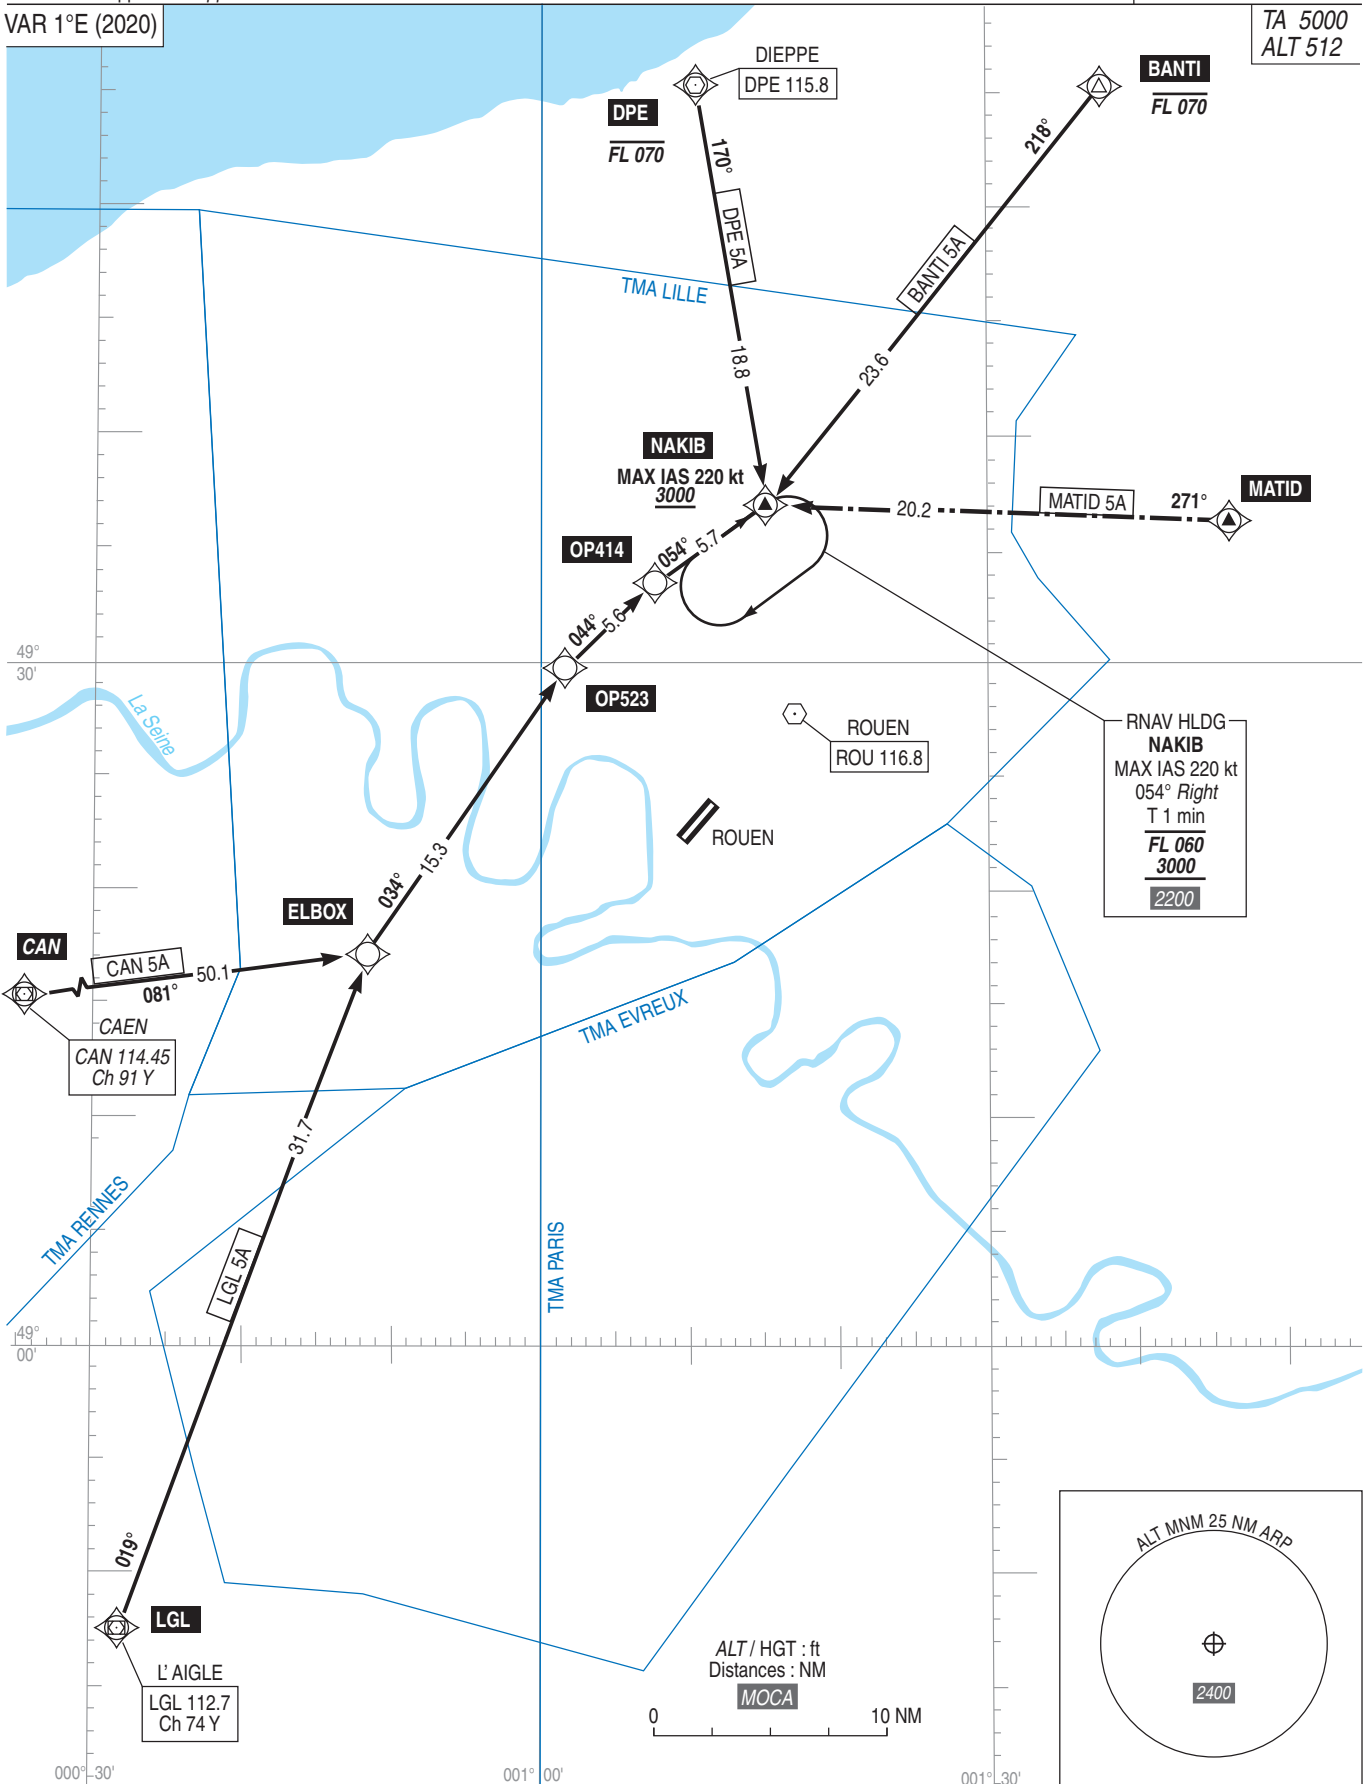 VAR 1°E (2020)
TA 5000
ALT 512
DIEPPE
DPE 115.8
DPE
FL 070
BANTI
FL 070
170°
218°
DPE 5A
BANTI 5A
TMA LILLE
18.8
23.6
NAKIB
MAX IAS 220 kt
3000
MATID
271°
MATID 5A
20.2
OP414
054°
5.7
044°
5.6
49°
30'
OP523
La Seine
ROUEN
ROU 116.8
RNAV HLDG
NAKIB
MAX IAS 220 kt
054° Right
T 1 min
FL 060
3000
2200
ROUEN
15.3
034°
ELBOX
CAN
CAN 5A
50.1
081°
CAEN
CAN 114.45
Ch 91 Y
TMA EVREUX
31.7
TMA RENNES
LGL 5A
TMA PARIS
49°
00'
019°
LGL
L' AIGLE
LGL 112.7
Ch 74 Y
ALT / HGT : ft
Distances : NM
MOCA
0 10 NM
ALT MNM 25 NM ARP
2400
000° 30'
001° 00'
001° 30'